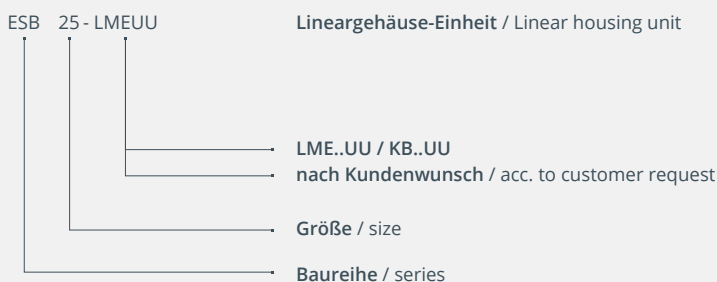 ESB 25 - LMEUU Lineargehäuse-Einheit / Linear housing unit
LME..UU / KB..UU
nach Kundenwunsch / acc. to customer request
Größe / size
Baureihe / series